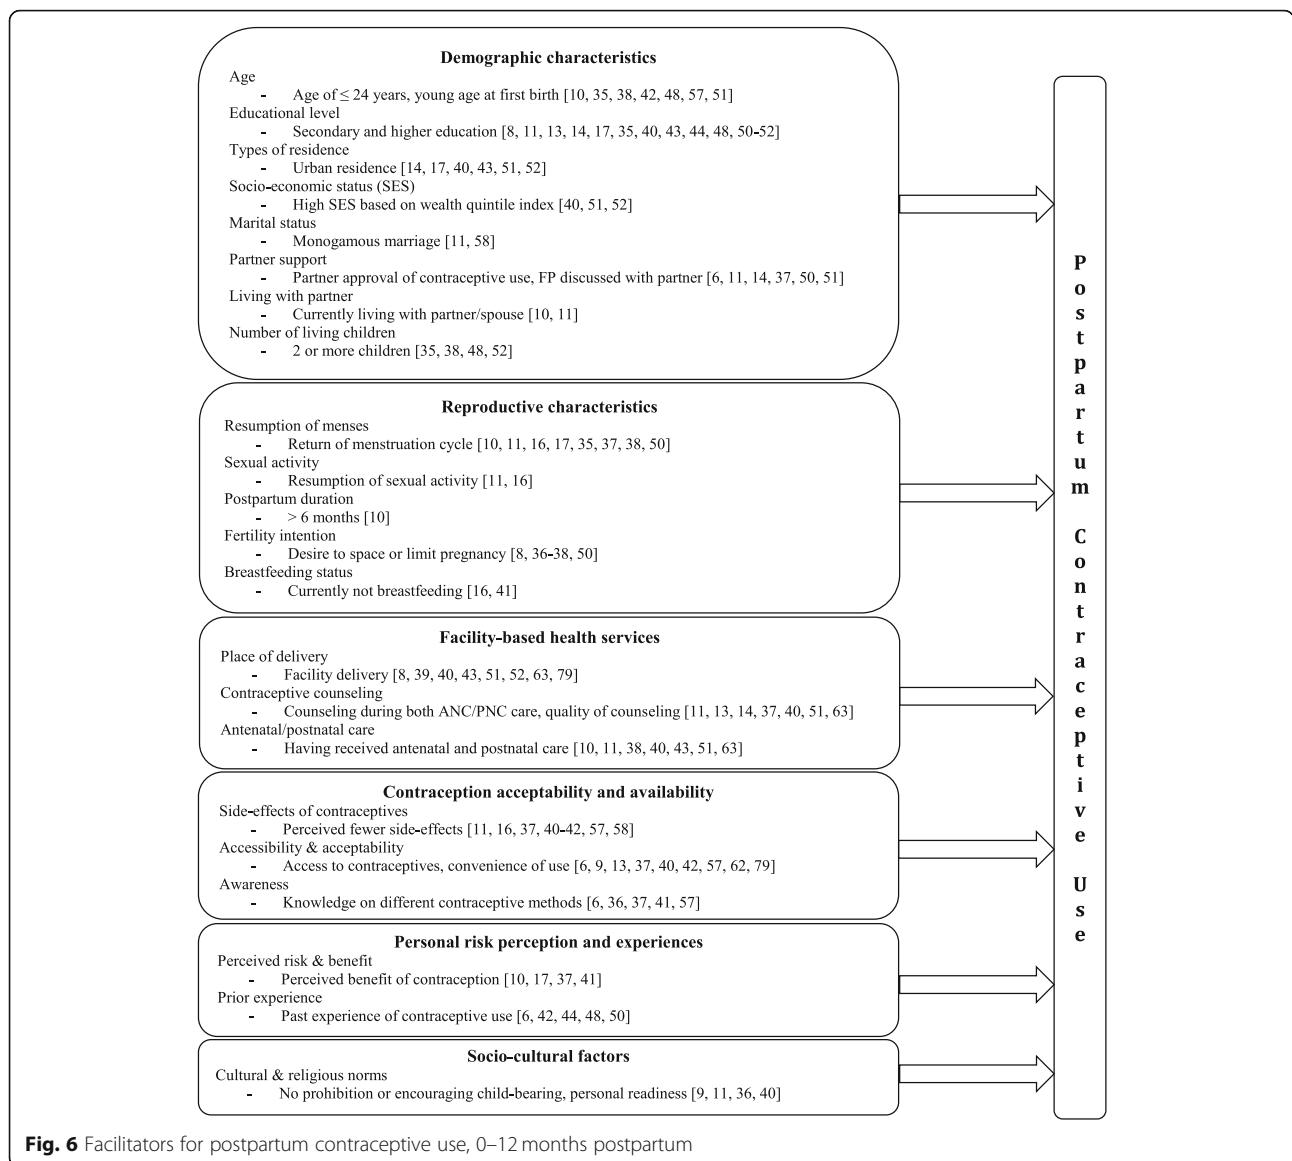 Demographic characteristics
Age
- Age of ≤ 24 years, young age at first birth [10, 35, 38, 42, 48, 57, 51]
Educational level
- Secondary and higher education [8, 11, 13, 14, 17, 35, 40, 43, 44, 48, 50-52]
Types of residence
- Urban residence [14, 17, 40, 43, 51, 52]
Socio-economic status (SES)
- High SES based on wealth quintile index [40, 51, 52]
Marital status
- Monogamous marriage [11, 58]
Partner support
- Partner approval of contraceptive use, FP discussed with partner [6, 11, 14, 37, 50, 51]
Living with partner
- Currently living with partner/spouse [10, 11]
Number of living children
- 2 or more children [35, 38, 48, 52]
Reproductive characteristics
Resumption of menses
- Return of menstruation cycle [10, 11, 16, 17, 35, 37, 38, 50]
Sexual activity
- Resumption of sexual activity [11, 16]
Postpartum duration
- > 6 months [10]
Fertility intention
- Desire to space or limit pregnancy [8, 36-38, 50]
Breastfeeding status
- Currently not breastfeeding [16, 41]
Facility-based health services
Place of delivery
- Facility delivery [8, 39, 40, 43, 51, 52, 63, 79]
Contraceptive counseling
- Counseling during both ANC/PNC care, quality of counseling [11, 13, 14, 37, 40, 51, 63]
Antenatal/postnatal care
- Having received antenatal and postnatal care [10, 11, 38, 40, 43, 51, 63]
Contraception acceptability and availability
Side-effects of contraceptives
- Perceived fewer side-effects [11, 16, 37, 40-42, 57, 58]
Accessibility & acceptability
- Access to contraceptives, convenience of use [6, 9, 13, 37, 40, 42, 57, 62, 79]
Awareness
- Knowledge on different contraceptive methods [6, 36, 37, 41, 57]
Personal risk perception and experiences
Perceived risk & benefit
- Perceived benefit of contraception [10, 17, 37, 41]
Prior experience
- Past experience of contraceptive use [6, 42, 44, 48, 50]
Socio-cultural factors
Cultural & religious norms
- No prohibition or encouraging child-bearing, personal readiness [9, 11, 36, 40]
Postpartum Contraceptive Use
Fig. 6 Facilitators for postpartum contraceptive use, 0–12 months postpartum